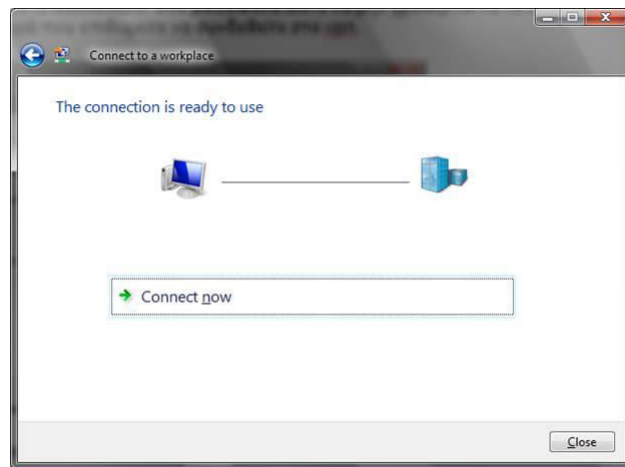 Connect to a workplace
The connection is ready to use
Connect now
Close